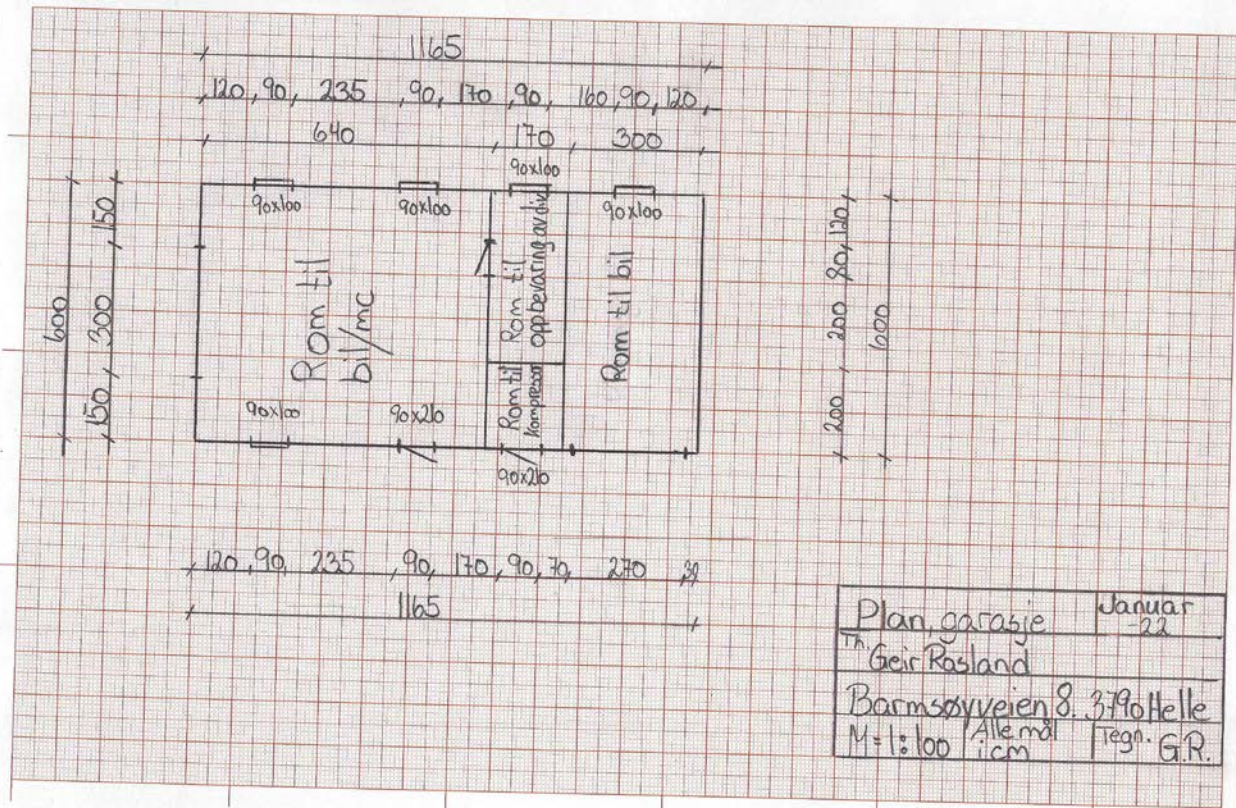 1165
120, 90, 235, 90, 170, 90, 160, 90, 120
640, 170, 300
90x100
90x100 90x100 90x100
150
300
150
600
Rom til
bil/mc
Rom til
oppbevaring av div
Rom til
kompressor
Rom til bil
120
80
200
200
600
90x100 90x210
90x210
120, 90, 235, 90, 170, 90, 70, 270
1165
Plan, garasje Januar -22
Th. Geir Rosland
Barmsøyveien 8. 3790 Helle
M=1:100 Alle mål i cm Tegn. G.R.